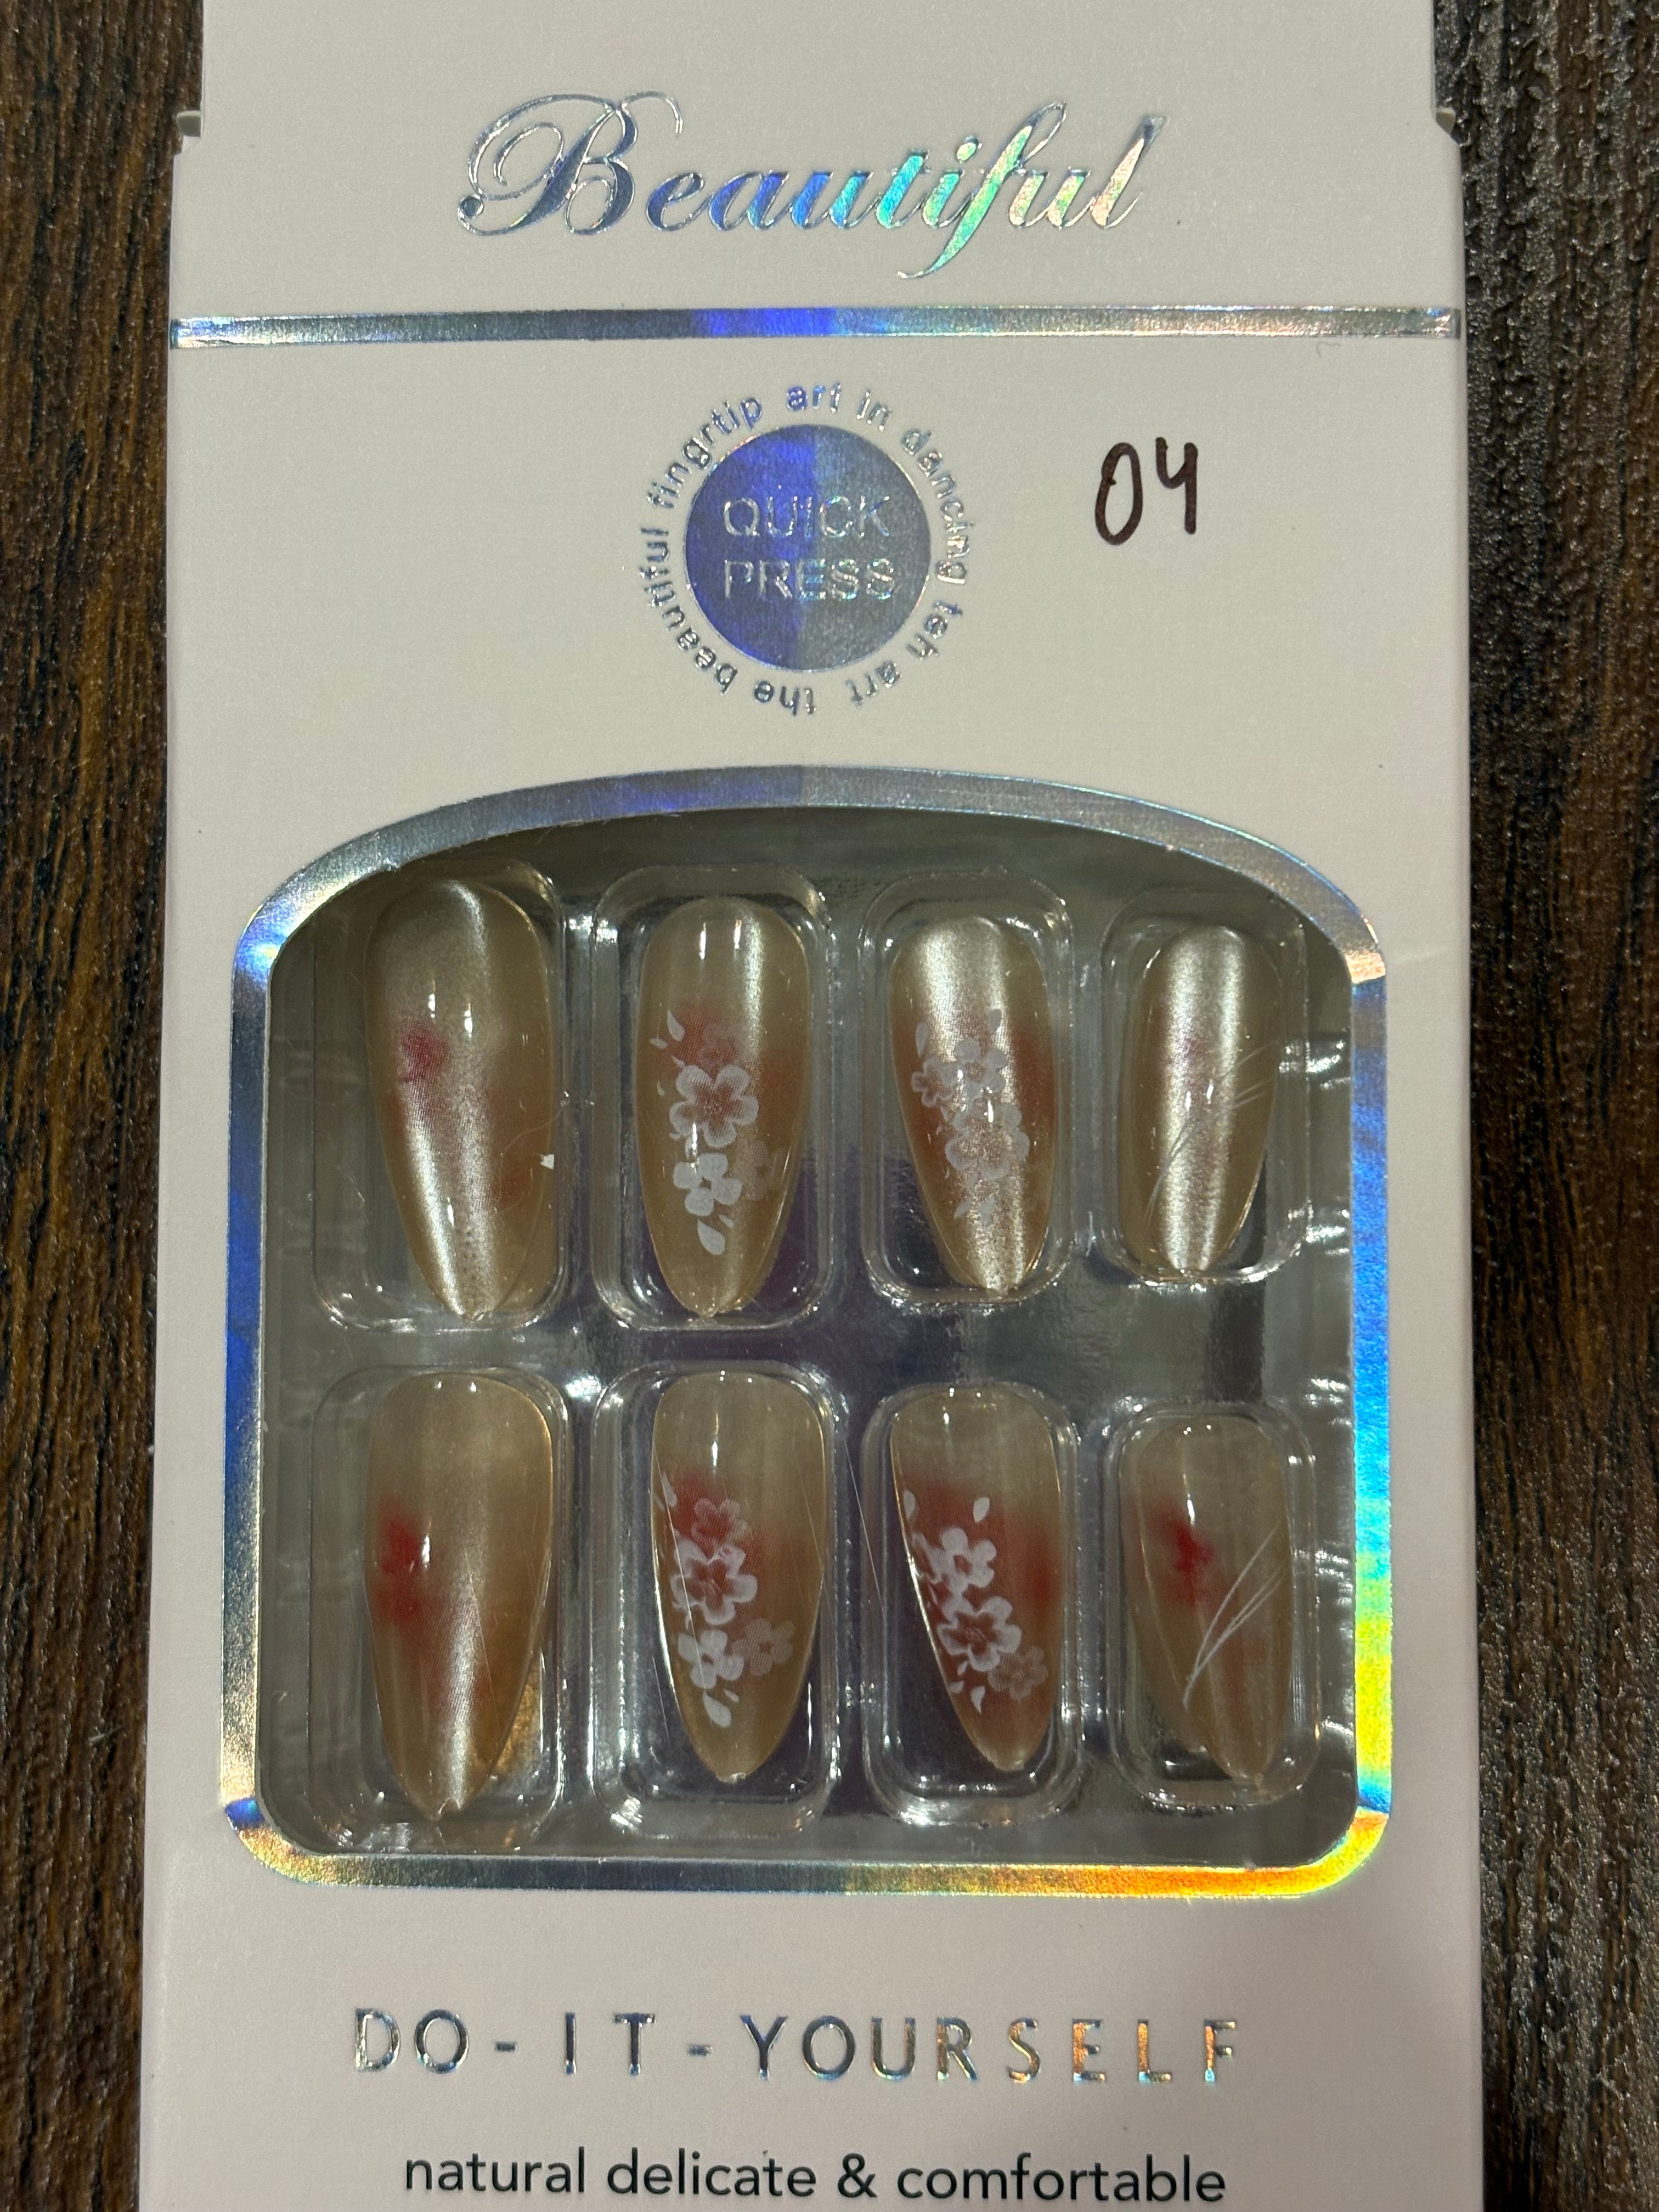 Beautiful
the beautiful fingrtip art in dancing teh art
QUICK
PRESS
04
DO-IT-YOURSELF
natural delicate & comfortable